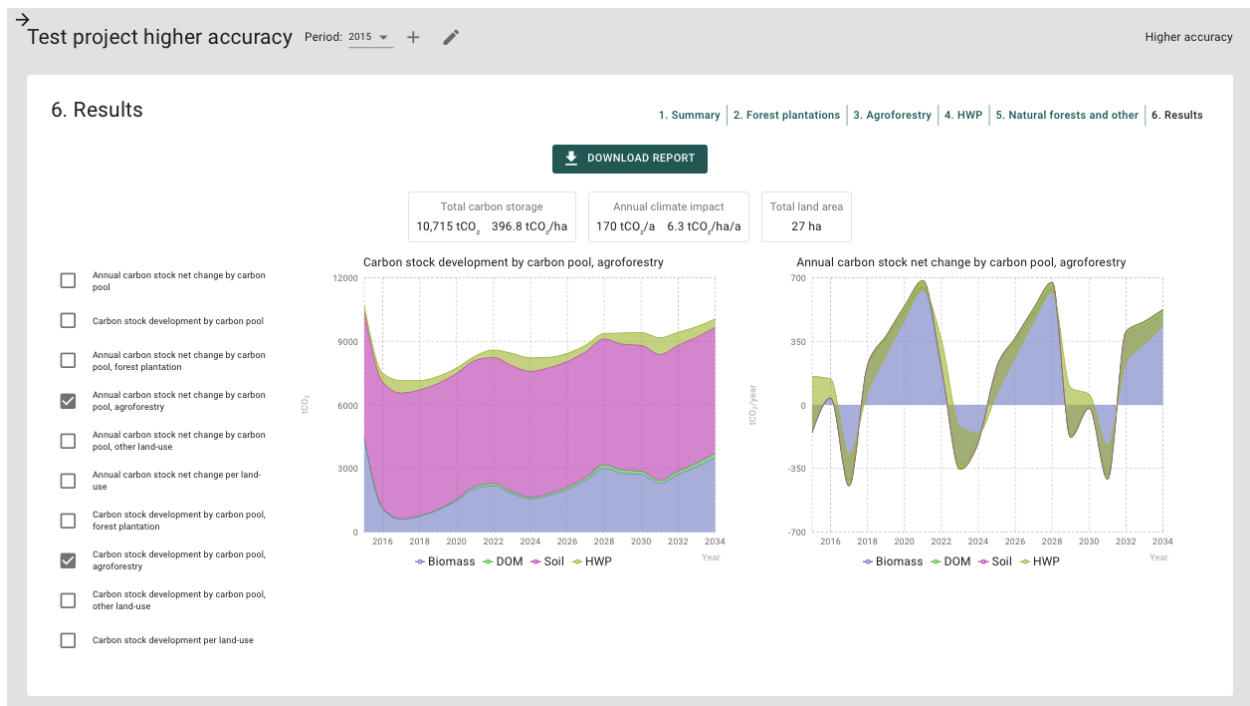 Test project higher accuracy Period: 2015
Higher accuracy
6. Results
1. Summary 2. Forest plantations 3. Agroforestry 4. HWP 5. Natural forests and other 6. Results
DOWNLOAD REPORT
Total carbon storage
10,715 tCO₂ 396.8 tCO₂/ha
Annual climate impact
170 tCO₂/a 6.3 tCO₂/ha/a
Total land area
27 ha
Annual carbon stock net change by carbon
pool
Carbon stock development by carbon pool
Annual carbon stock net change by carbon
pool, forest plantation
Annual carbon stock net change by carbon
pool, agroforestry
Annual carbon stock net change by carbon
pool, other land-use
Annual carbon stock net change per land-
use
Carbon stock development by carbon pool,
forest plantation
Carbon stock development by carbon pool,
agroforestry
Carbon stock development by carbon pool,
other land-use
Carbon stock development per land-use
Carbon stock development by carbon pool, agroforestry
12000
9000
6000
3000
0
tCO₂
2016 2018 2020 2022 2024 2026 2028 2030 2032 2034
Year
Biomass DOM Soil HWP
Annual carbon stock net change by carbon pool, agroforestry
700
350
0
-350
-700
tCO₂/year
2016 2018 2020 2022 2024 2026 2028 2030 2032 2034
Year
Biomass DOM Soil HWP